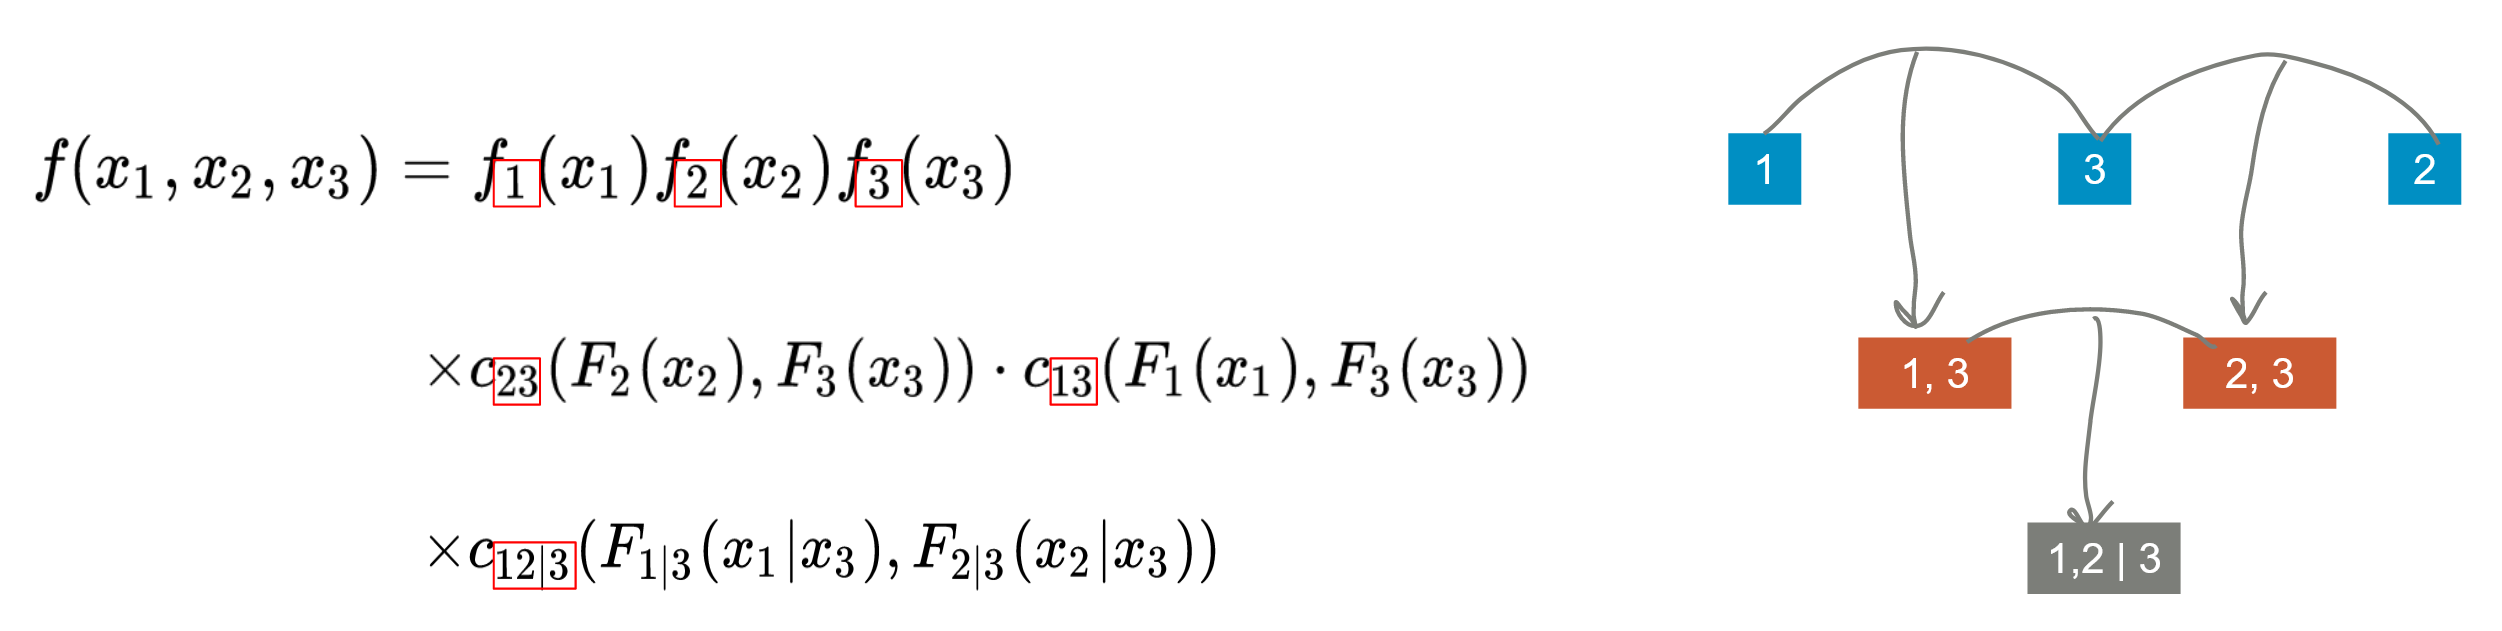 f(x₁, x₂, x₃) = f₁(x₁)f₂(x₂)f₃(x₃)
×c₂₃(F₂(x₂), F₃(x₃)) · c₁₃(F₁(x₁), F₃(x₃))
×c₁₂|₃(F₁|₃(x₁|x₃), F₂|₃(x₂|x₃))
1
3
2
1, 3
2, 3
1,2 | 3